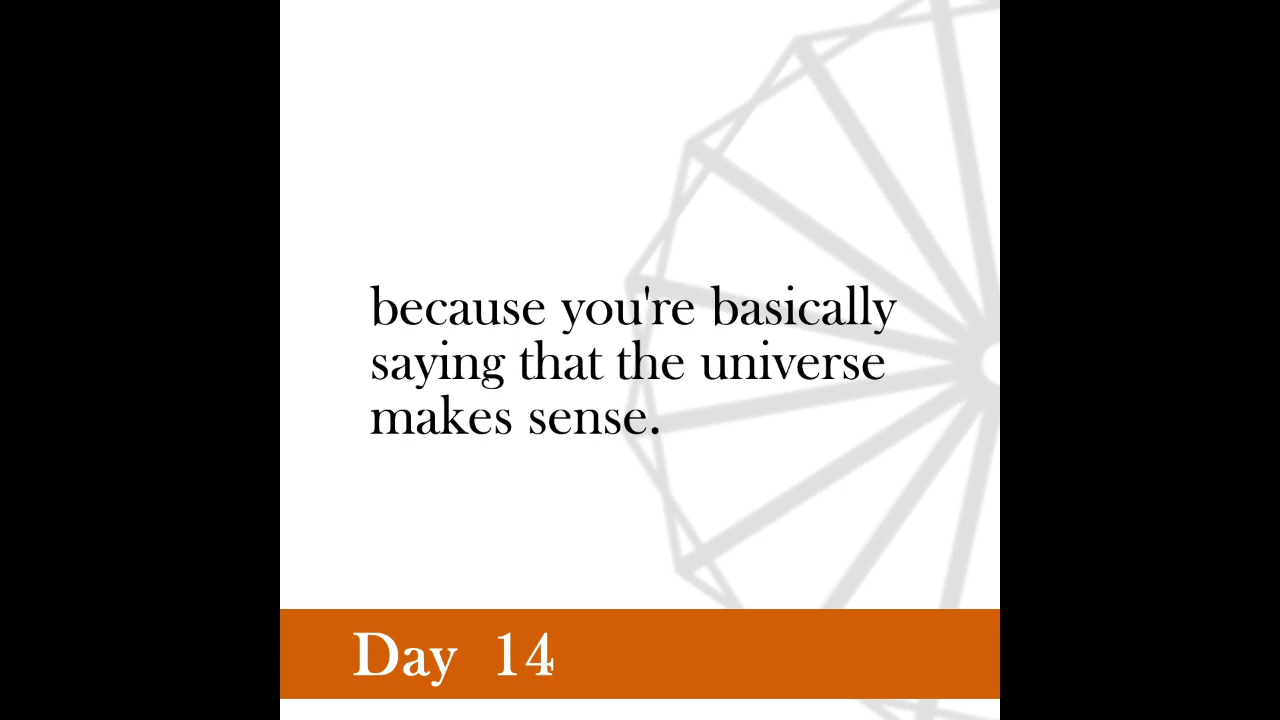 because you're basically
saying that the universe
makes sense.
Day 14